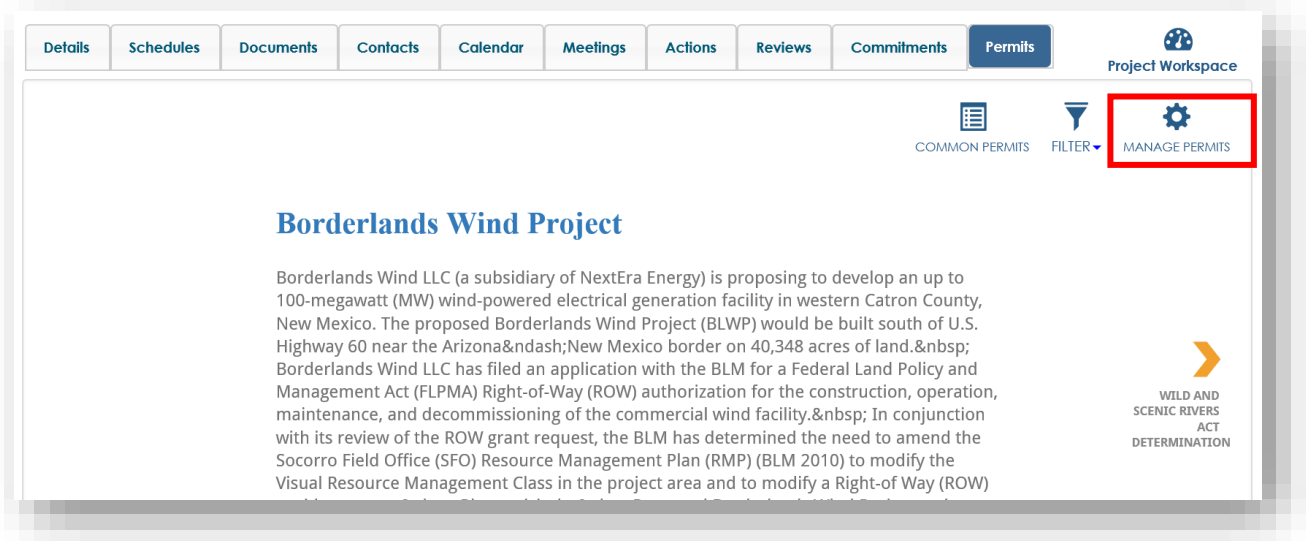 Details Schedules Documents Contacts Calendar Meetings Actions Reviews Commitments Permits
Project Workspace
COMMON PERMITS FILTER MANAGE PERMITS
Borderlands Wind Project
Borderlands Wind LLC (a subsidiary of NextEra Energy) is proposing to develop an up to
100-megawatt (MW) wind-powered electrical generation facility in western Catron County,
New Mexico. The proposed Borderlands Wind Project (BLWP) would be built south of U.S.
Highway 60 near the Arizona&ndash;New Mexico border on 40,348 acres of land.&nbsp;
Borderlands Wind LLC has filed an application with the BLM for a Federal Land Policy and
Management Act (FLPMA) Right-of-Way (ROW) authorization for the construction, operation,
maintenance, and decommissioning of the commercial wind facility.&nbsp; In conjunction
with its review of the ROW grant request, the BLM has determined the need to amend the
Socorro Field Office (SFO) Resource Management Plan (RMP) (BLM 2010) to modify the
Visual Resource Management Class in the project area and to modify a Right-of Way (ROW)
WILD AND
SCENIC RIVERS
ACT
DETERMINATION